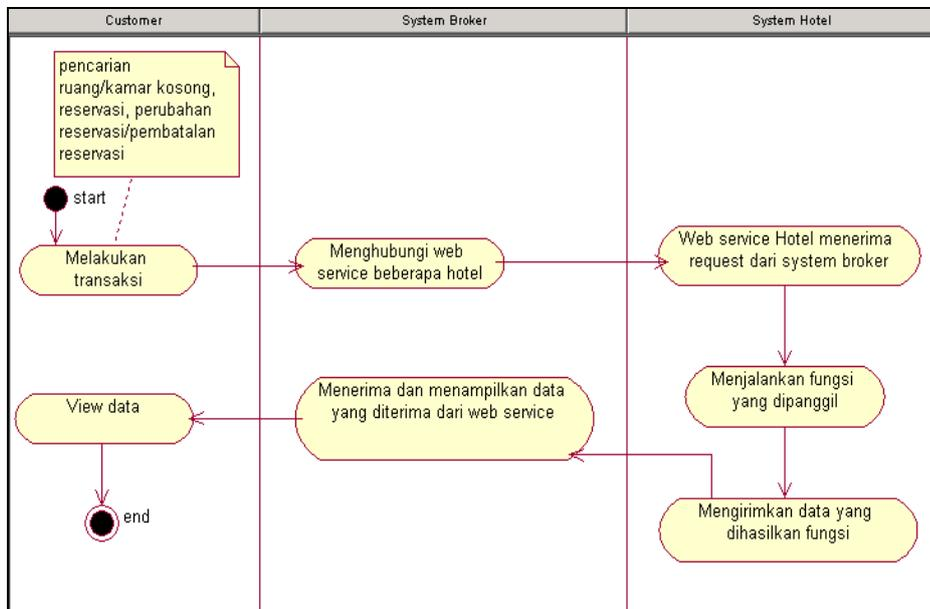 Customer
System Broker
System Hotel
pencarian
ruang/kamar kosong,
reservasi, perubahan
reservasi/pembatalan
reservasi
start
Melakukan
transaksi
Menghubungi web
service beberapa hotel
Web service Hotel menerima
request dari system broker
Menjalankan fungsi
yang dipanggil
Mengirimkan data yang
dihasilkan fungsi
Menerima dan menampilkan data
yang diterima dari web service
View data
end